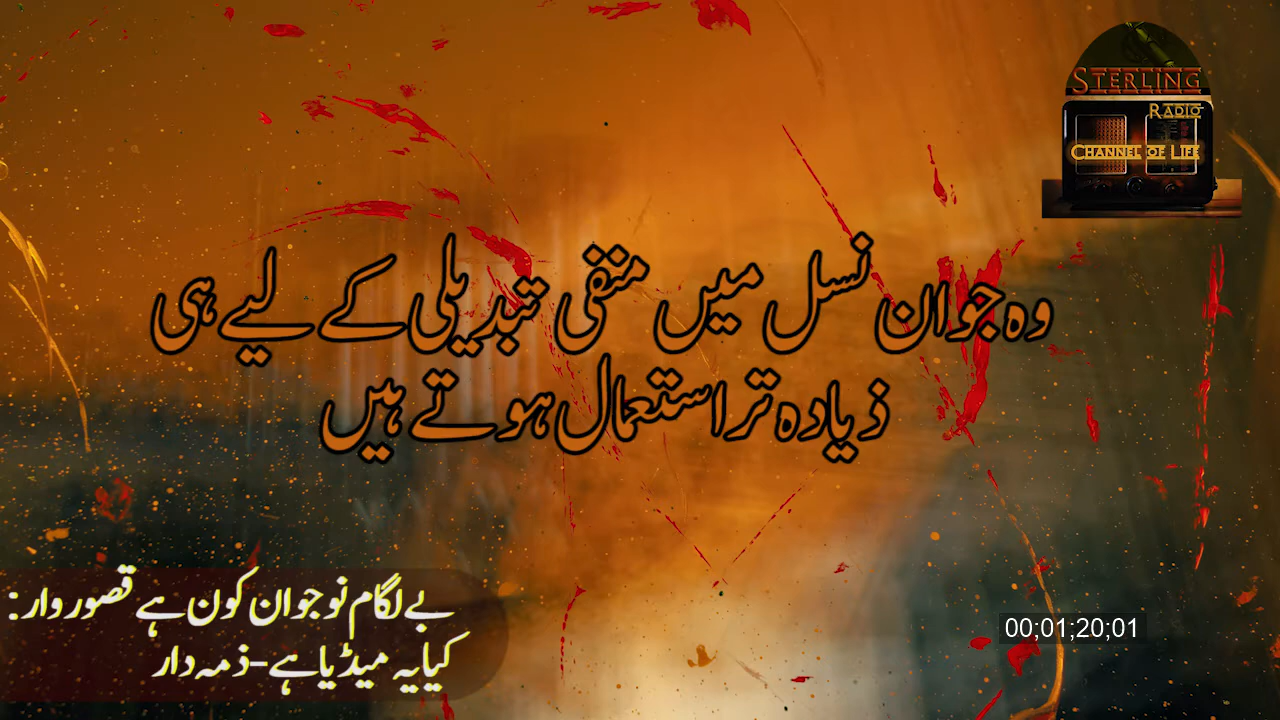 STERLING
RADIO
CHANNEL OF LIFE
وہ جوان نسل میں منفی تبدیلی کے لیے ہی
ذیادہ تر استعمال ہوتے ہیں
بے لگام نوجوان کون ہے قصوروار:
کیا یہ میڈیا ہے-ذمہ دار
00;01;20;01